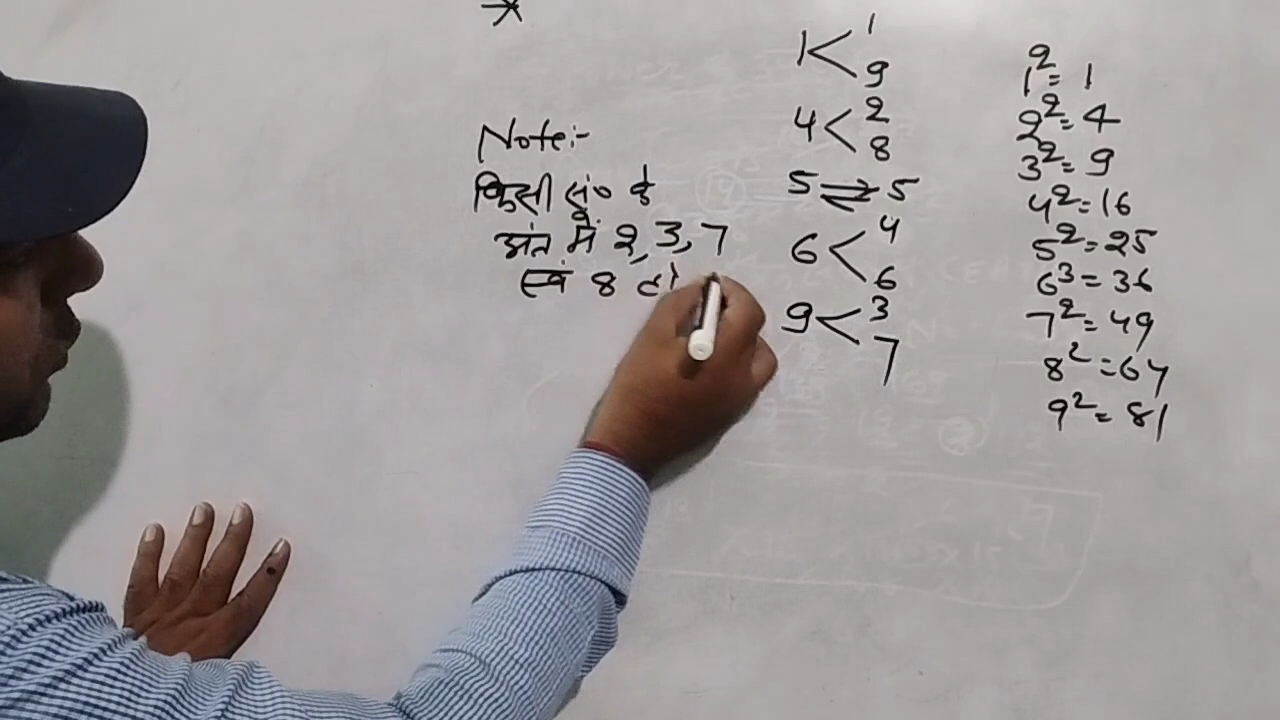 Note:-
किसी सं० के
अंत में 2, 3, 7
एवं 8 हो
1 < 1 9
4 < 2 8
5 ⇌ 5
6 < 4 6
9 < 3 7
1² = 1
2² = 4
3² = 9
4² = 16
5² = 25
6³ = 36
7² = 49
8² = 64
9² = 81